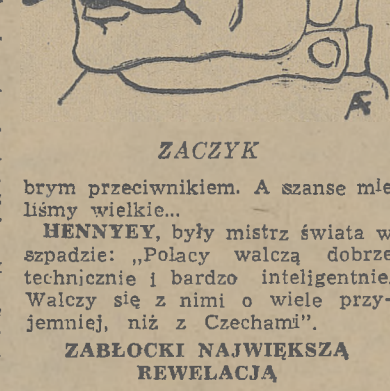 ZACZYK
brym przeciwnikiem. A szanse mie
liśmy wielkie...
HENNYEY, były mistrz świata w
szpadzie: „Polacy walczą dobrze
technicznie i bardzo inteligentnie.
Walczy się z nimi o wiele przy-
jemniej, niż z Czechami".
ZABŁOCKI NAJWIĘKSZĄ
REWELACJĄ